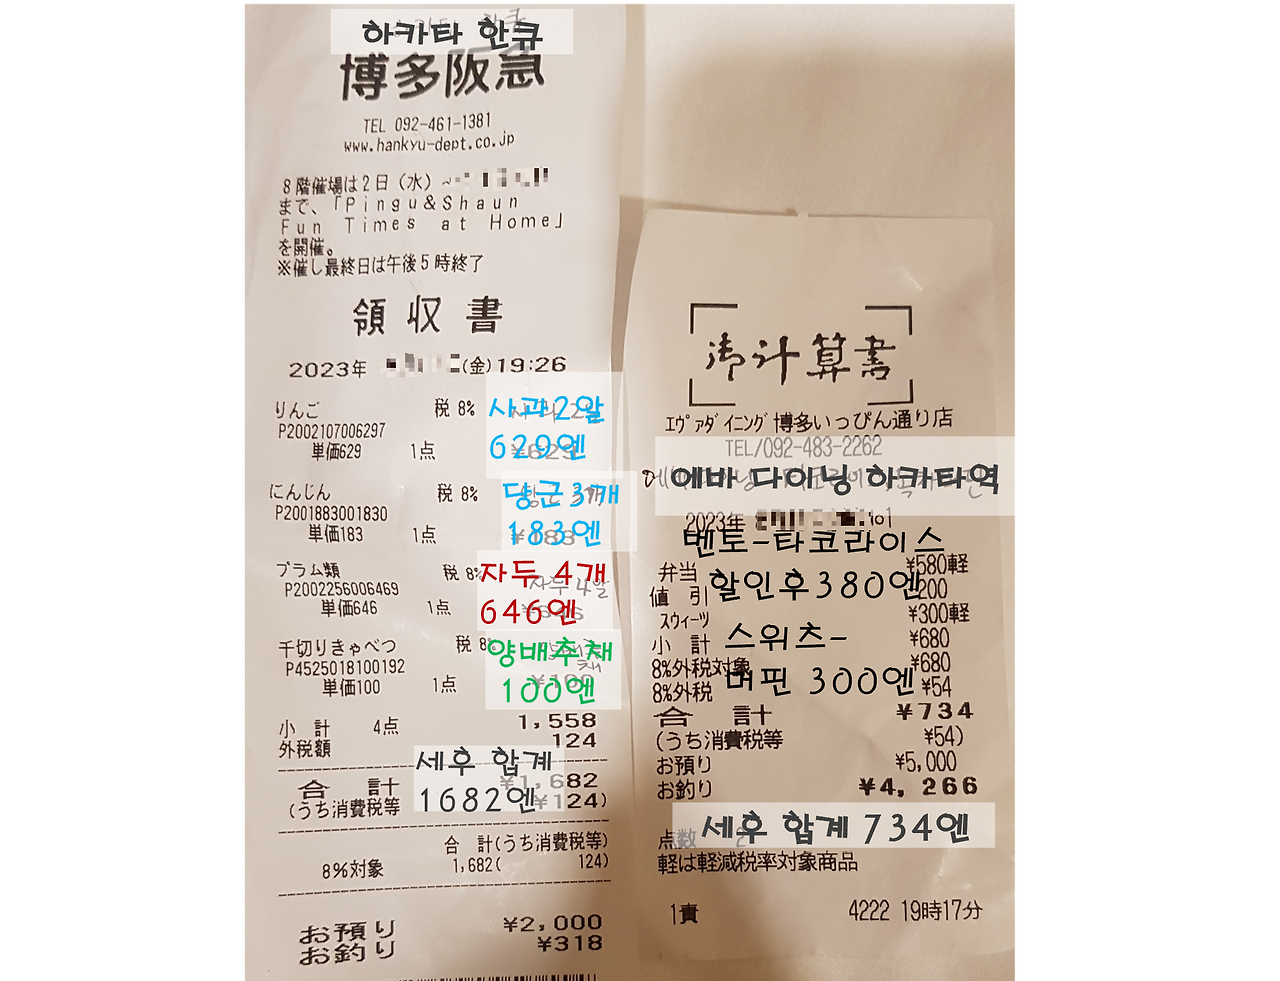 하카타 한큐
博多阪急
TEL 092-461-1381
www.hankyu-dept.co.jp
8階催場は2日（水）~
まで、「Pingu&Shaun
Fun Times at Home」
を開催。
※催し最終日は午後5時終了
領収書
2023年 (金)19:26
りんご 税 8% 사과2알
P2002107006297
単価629 1点 629엔
にんじん 税 8% 당근3개
P2001883001830
単価183 1点 183엔
プラム類 税 8% 자두 4개
P2002256006469
単価646 1点 646엔
千切りきゃべつ 税 8% 양배추채
P4525018100192
単価100 1点 100엔
小 計 4点 1,558
外税額 124
세후 합계
合 計 ¥1,682
(うち消費税等 ¥124)
1682엔
合 計(うち消費税等)
8%対象 1,682( 124)
お預り ¥2,000
お釣り ¥318
御計算書
エヴァダイニング 博多いっぴん通り店
TEL/092-483-2262
에바 다이닝 하카타역
2023年
벤토-타코라이스
弁当 ¥580軽
値 引 200
할인후380엔
スウィーツ ¥300軽
小 計 ¥680
스위츠-
8%外税対象 ¥680
8%外税 ¥54
머핀 300엔
合 計 ¥734
(うち消費税等 ¥54)
お預り ¥5,000
お釣り ¥4,266
세후 합계 734엔
点数 2
軽は軽減税率対象商品
1責 4222 19時17分